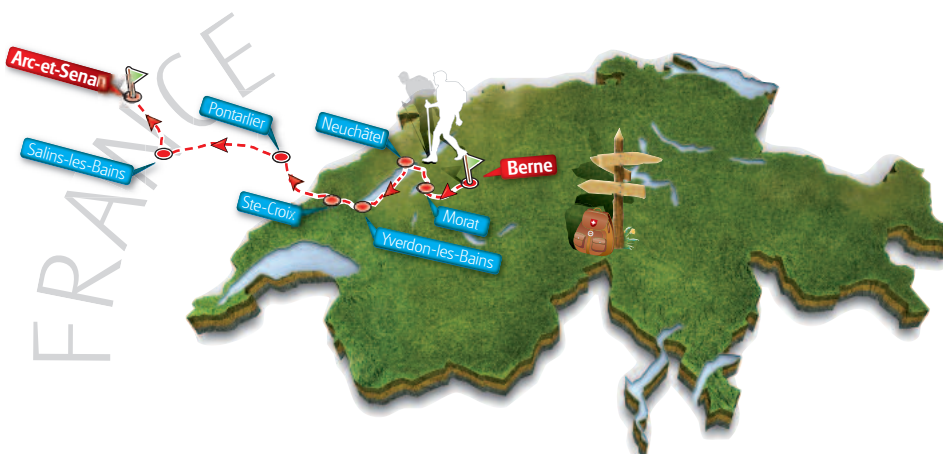 FRANCE
Arc-et-Senan
Salins-les-Bains
Pontarlier
Neuchâtel
Ste-Croix
Yverdon-les-Bains
Morat
Berne